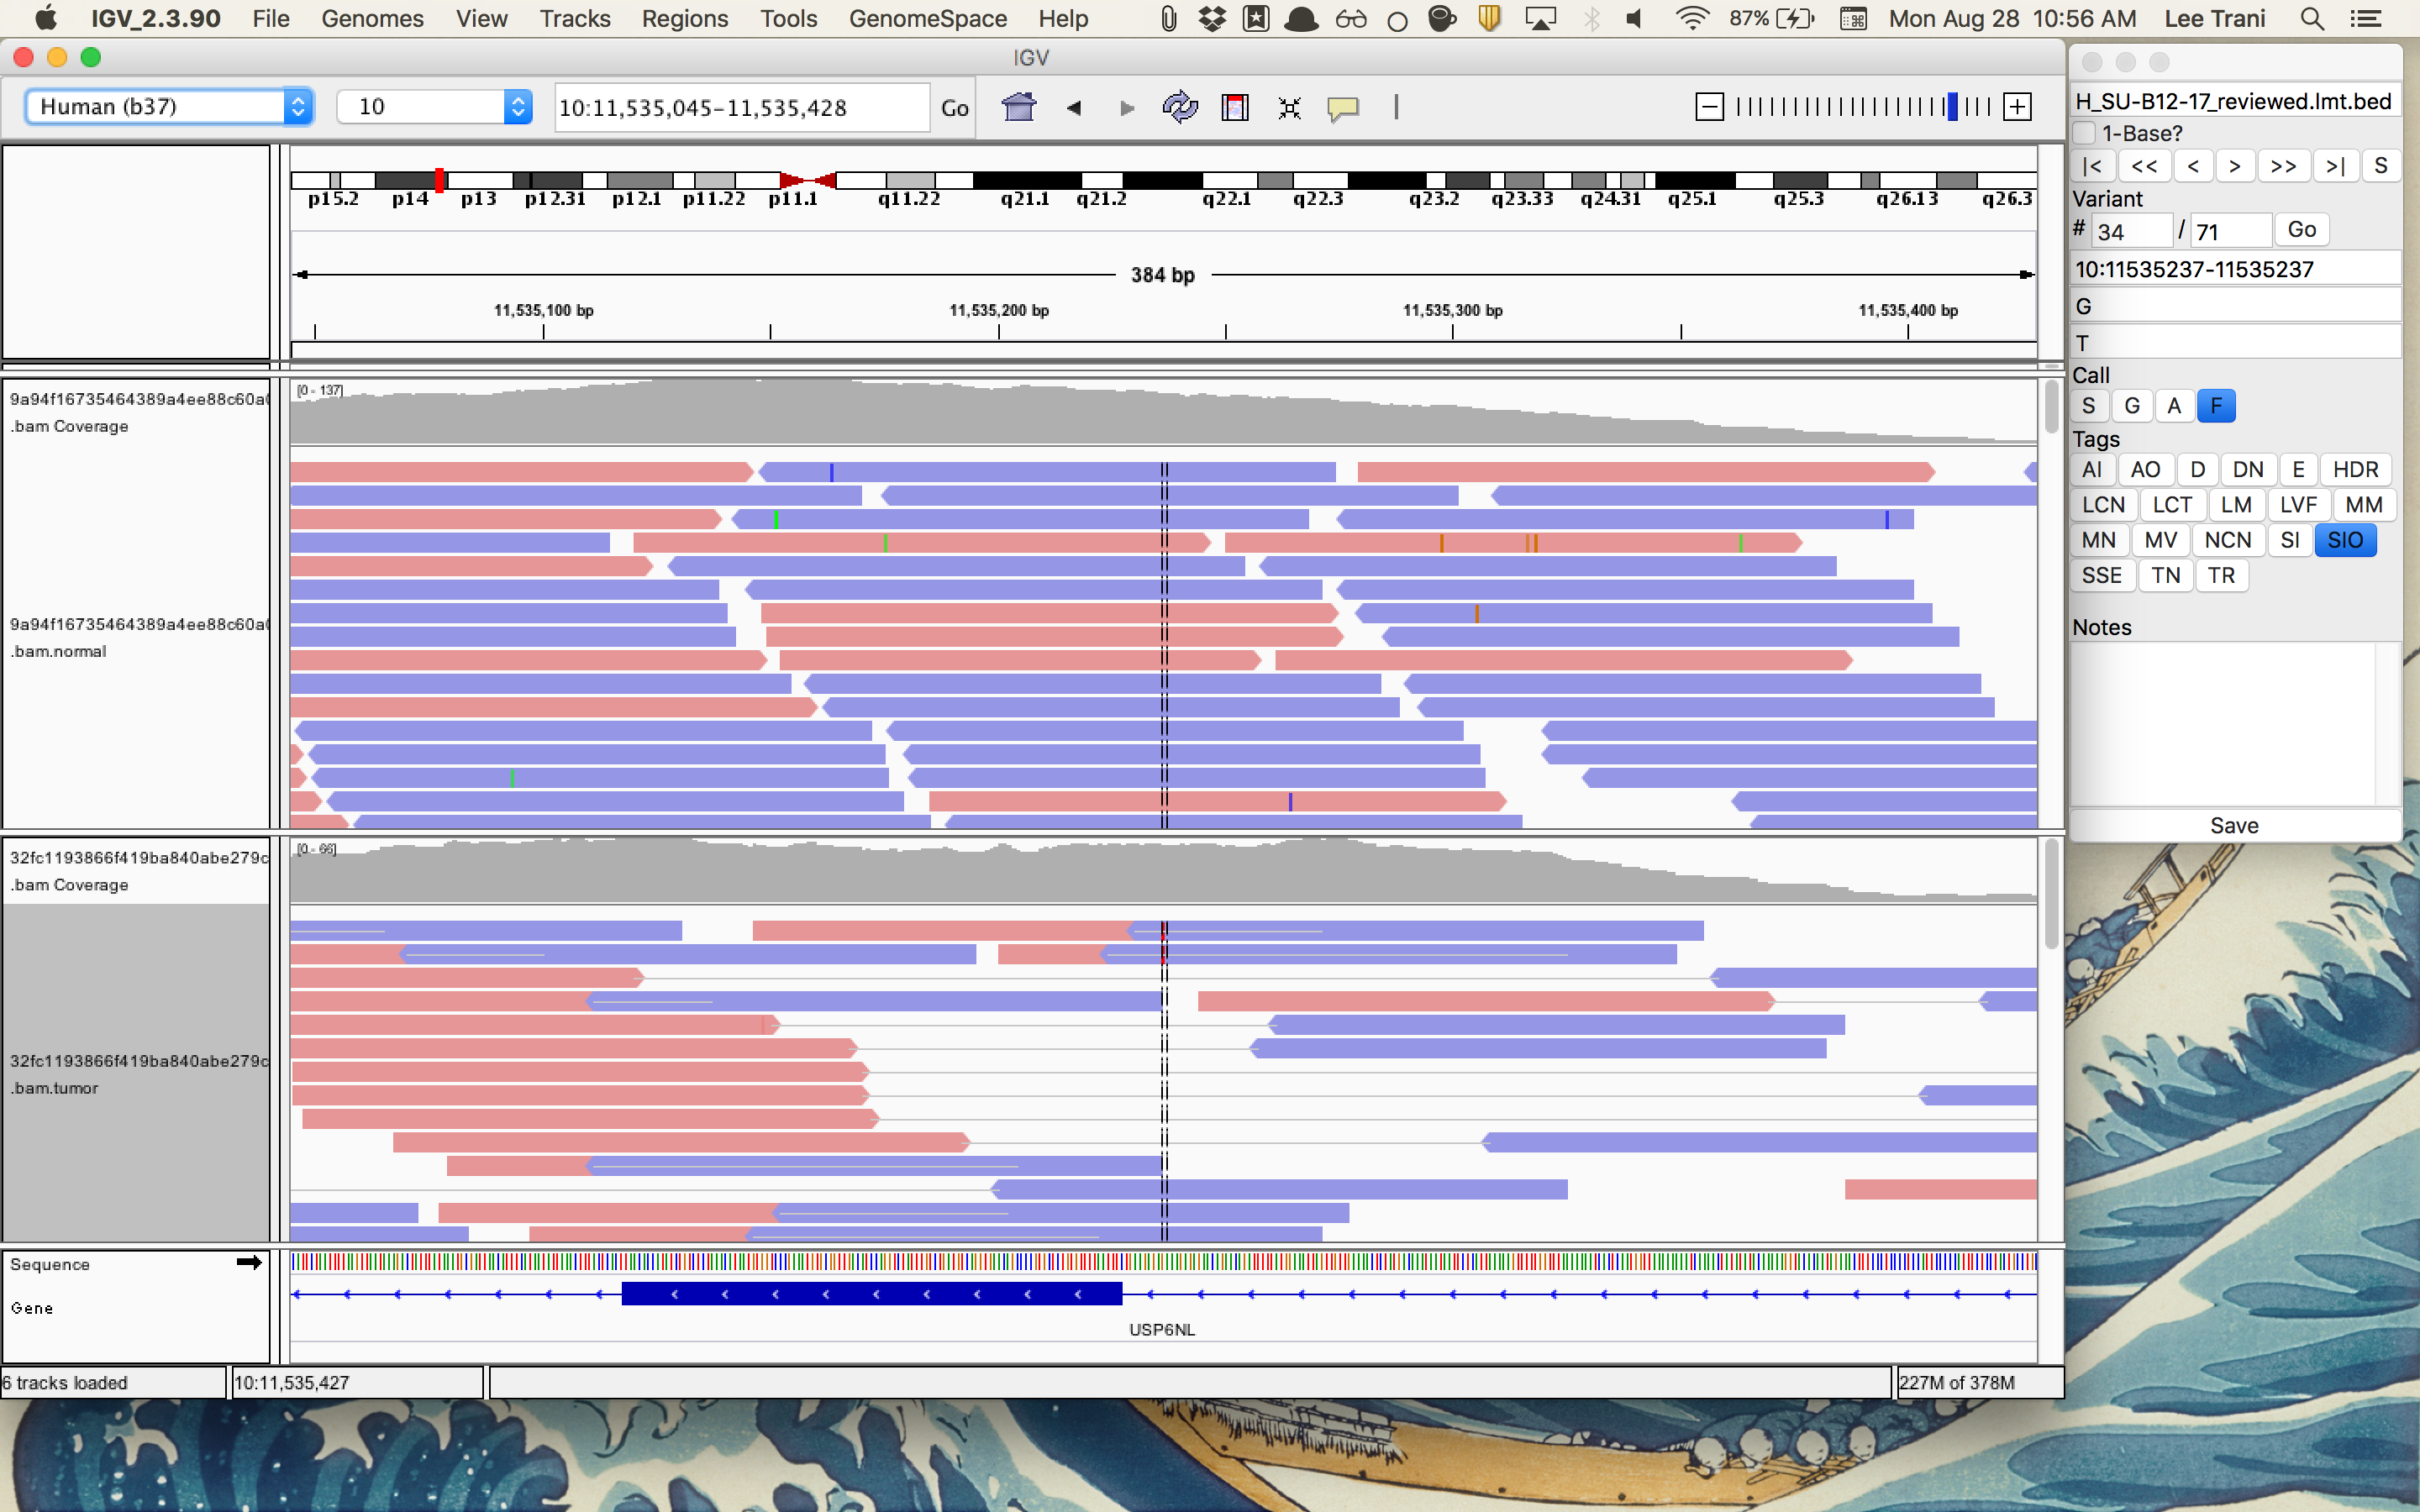 IGV_2.3.90 File Genomes View Tracks Regions Tools GenomeSpace Help 87% Mon Aug 28 10:56 AM Lee Trani
IGV
Human (b37) 10 10:11,535,045-11,535,428 Go
p15.2 p14 p13 p12.31 p12.1 p11.22 p11.1 q11.22 q21.1 q21.2 q22.1 q22.3 q23.2 q23.33 q24.31 q25.1 q25.3 q26.13 q26.3
384 bp
11,535,100 bp 11,535,200 bp 11,535,300 bp 11,535,400 bp
9a94f16735464389a4ee88c60a
.bam Coverage
[0 - 137]
9a94f16735464389a4ee88c60a
.bam.normal
32fc1193866f419ba840abe279c
.bam Coverage
[0 - 66]
32fc1193866f419ba840abe279c
.bam.tumor
Sequence
Gene
USP6NL
6 tracks loaded 10:11,535,427 227M of 378M
H_SU-B12-17_reviewed.lmt.bed
1-Base?
|< << < > >> >| S
Variant
# 34 / 71 Go
10:11535237-11535237
G
T
Call
S G A F
Tags
AI AO D DN E HDR
LCN LCT LM LVF MM
MN MV NCN SI SIO
SSE TN TR
Notes
Save